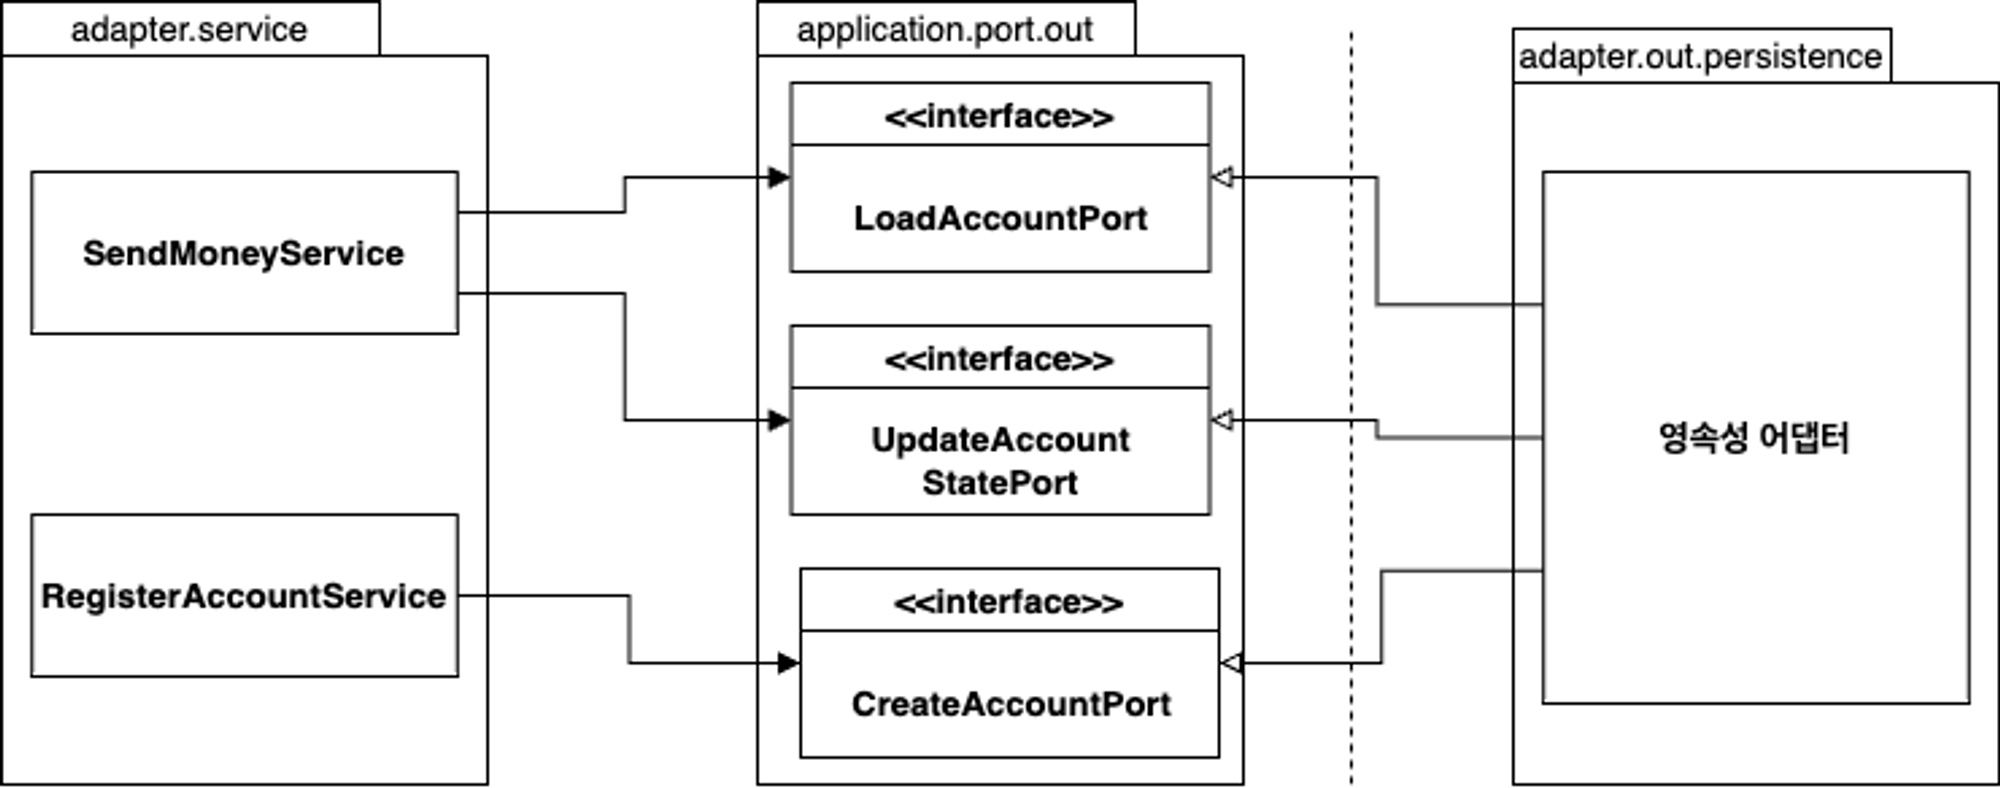 adapter.service
SendMoneyService
RegisterAccountService
application.port.out
<<interface>>
LoadAccountPort
<<interface>>
UpdateAccount
StatePort
<<interface>>
CreateAccountPort
adapter.out.persistence
영속성 어댑터